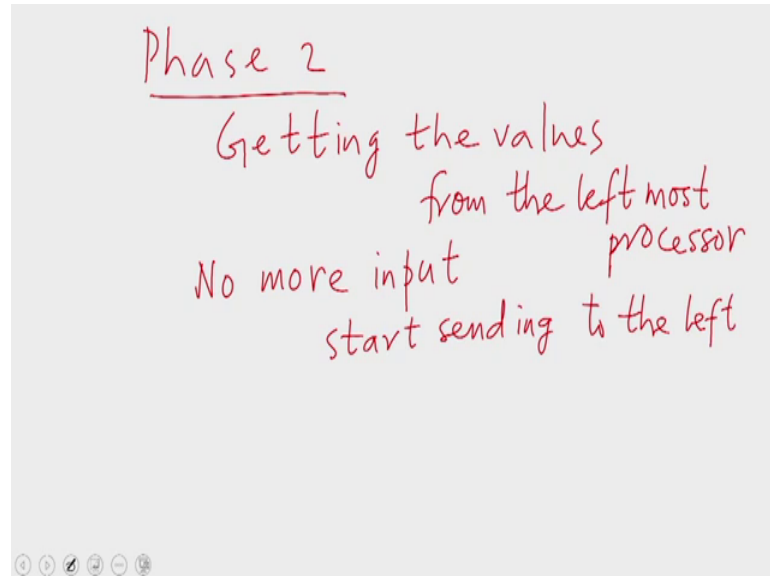 Phase 2
Getting the values
from the left most
processor
No more input
start sending to the left